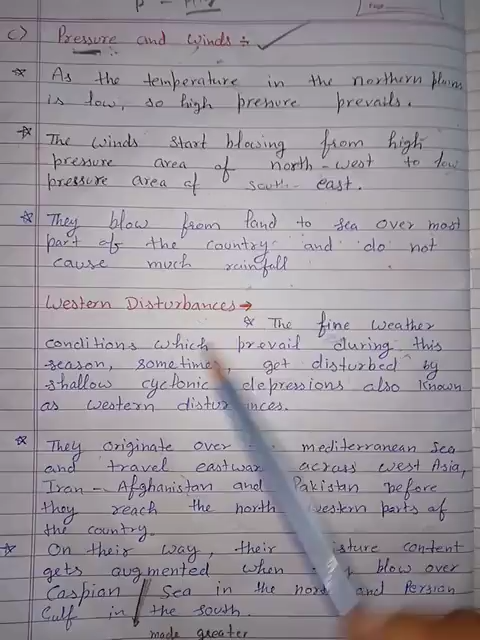 Page
c) Pressure and winds :-
As the temperature in the northern plains
is low, so high pressure prevails.
The winds start blowing from high
pressure area of north-west to low
pressure area of south-east.
They blow from land to sea over most
part of the country and do not
cause much rainfall
Western Disturbances →
The fine weather
conditions which prevail during this
season, sometimes, get disturbed by
shallow cyclonic depressions also known
as western disturbances.
They originate over mediterranean Sea
and travel eastward across west Asia,
Iran - Afghanistan and Pakistan before
they reach the north western parts of
the country.
On their way, their content
gets augmented when blow over
Caspian Sea in the north and Persian
Gulf in the south.
made greater